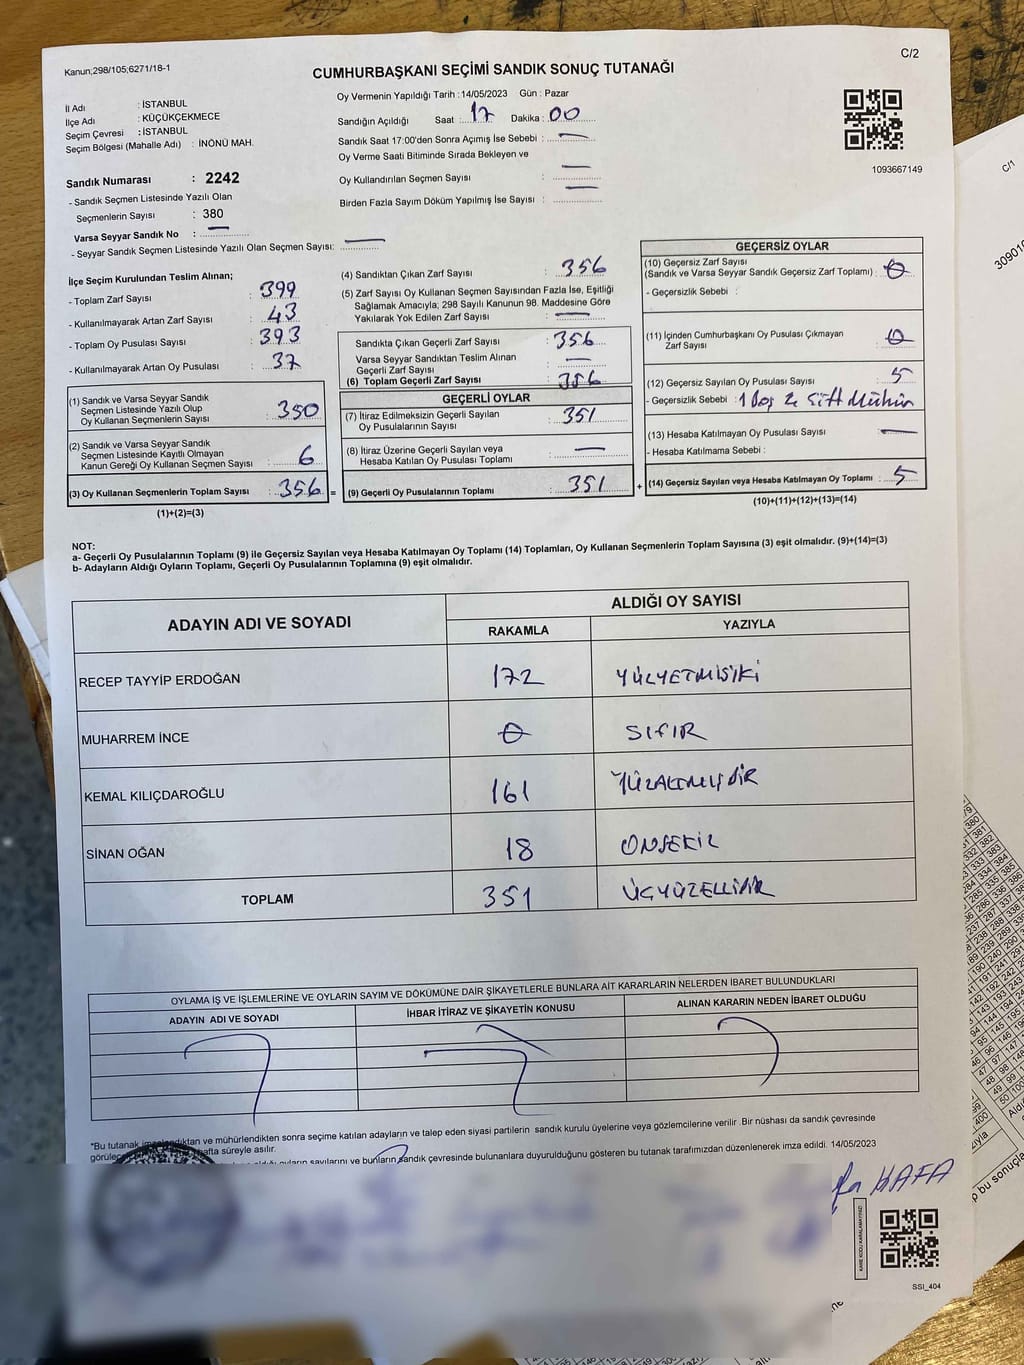 C/2
Kanun;298/105;6271/18-1
CUMHURBAŞKANI SEÇİMİ SANDIK SONUÇ TUTANAĞI
İl Adı : İSTANBUL
İlçe Adı : KÜÇÜKÇEKMECE
Seçim Çevresi : İSTANBUL
Seçim Bölgesi (Mahalle Adı) : İNÖNÜ MAH.
Sandık Numarası : 2242
- Sandık Seçmen Listesinde Yazılı Olan
Seçmenlerin Sayısı : 380
Varsa Seyyar Sandık No : —
- Seyyar Sandık Seçmen Listesinde Yazılı Olan Seçmen Sayısı: —
Oy Vermenin Yapıldığı Tarih : 14/05/2023 Gün : Pazar
Sandığın Açıldığı Saat : 17 Dakika : 00
Sandık Saat 17:00'den Sonra Açımış İse Sebebi : —
Oy Verme Saati Bitiminde Sırada Bekleyen ve
Oy Kullandırılan Seçmen Sayısı : —
Birden Fazla Sayım Döküm Yapılmış İse Sayısı : —
1093667149
İlçe Seçim Kurulundan Teslim Alınan;
- Toplam Zarf Sayısı : 399
- Kullanılmayarak Artan Zarf Sayısı : 43
- Toplam Oy Pusulası Sayısı : 393
- Kullanılmayarak Artan Oy Pusulası : 37
(1) Sandık ve Varsa Seyyar Sandık
Seçmen Listesinde Yazılı Olup
Oy Kullanan Seçmenlerin Sayısı : 350
(2) Sandık ve Varsa Seyyar Sandık
Seçmen Listesinde Kayıtlı Olmayan
Kanun Gereği Oy Kullanan Seçmen Sayısı : 6
(3) Oy Kullanan Seçmenlerin Toplam Sayısı : 356 =
(1)+(2)=(3)
(4) Sandıktan Çıkan Zarf Sayısı : 356
(5) Zarf Sayısı Oy Kullanan Seçmen Sayısından Fazla İse, Eşitliği
Sağlamak Amacıyla; 298 Sayılı Kanunun 98. Maddesine Göre
Yakılarak Yok Edilen Zarf Sayısı : —
Sandıkta Çıkan Geçerli Zarf Sayısı : 356
Varsa Seyyar Sandıktan Teslim Alınan
Geçerli Zarf Sayısı : —
(6) Toplam Geçerli Zarf Sayısı : 356
GEÇERLİ OYLAR
(7) İtiraz Edilmeksizin Geçerli Sayılan
Oy Pusulalarının Sayısı : 351
(8) İtiraz Üzerine Geçerli Sayılan veya
Hesaba Katılan Oy Pusulası Toplamı : —
(9) Geçerli Oy Pusulalarının Toplamı : 351 +
GEÇERSİZ OYLAR
(10) Geçersiz Zarf Sayısı
(Sandık ve Varsa Seyyar Sandık Geçersiz Zarf Toplamı) : 0
- Geçersizlik Sebebi :
(11) İçinden Cumhurbaşkanı Oy Pusulası Çıkmayan
Zarf Sayısı : 0
(12) Geçersiz Sayılan Oy Pusulası Sayısı : 5
- Geçersizlik Sebebi : 1 Boş Mühür
(13) Hesaba Katılmayan Oy Pusulası Sayısı : —
- Hesaba Katılmama Sebebi :
(14) Geçersiz Sayılan veya Hesaba Katılmayan Oy Toplamı : 5
(10)+(11)+(12)+(13)=(14)
NOT:
a- Geçerli Oy Pusulalarının Toplamı (9) ile Geçersiz Sayılan veya Hesaba Katılmayan Oy Toplamı (14) Toplamları, Oy Kullanan Seçmenlerin Toplam Sayısına (3) eşit olmalıdır. (9)+(14)=(3)
b- Adayların Aldığı Oyların Toplamı, Geçerli Oy Pusulalarının Toplamına (9) eşit olmalıdır.
ADAYIN ADI VE SOYADI ALDIĞI OY SAYISI
RAKAMLA YAZIYLA
RECEP TAYYİP ERDOĞAN 172 YÜZYETMİŞİKİ
MUHARREM İNCE 0 SIFIR
KEMAL KILIÇDAROĞLU 161 YÜZALTMIŞBİR
SİNAN OĞAN 18 ONSEKİZ
TOPLAM 351 ÜÇYÜZELLİBİR
OYLAMA İŞ VE İŞLEMLERİNE VE OYLARIN SAYIM VE DÖKÜMÜNE DAİR ŞİKAYETLERLE BUNLARA AİT KARARLARIN NELERDEN İBARET BULUNDUKLARI
ADAYIN ADI VE SOYADI İHBAR İTİRAZ VE ŞİKAYETİN KONUSU ALINAN KARARIN NEDEN İBARET OLDUĞU
*Bu tutanak imzalandıktan ve mühürlendikten sonra seçime katılan adayların ve talep eden siyasi partilerin sandık kurulu üyelerine veya gözlemcilerine verilir. Bir nüshası da sandık çevresinde
hafta süreyle asılır.
oyların sayılarını ve bunların sandık çevresinde bulunanlara duyurulduğunu gösteren bu tutanak tarafımızdan düzenlenerek imza edildi. 14/05/2023
HAFA
KARE KODU KARALAMAYINIZ!
SSİ_404
C/1